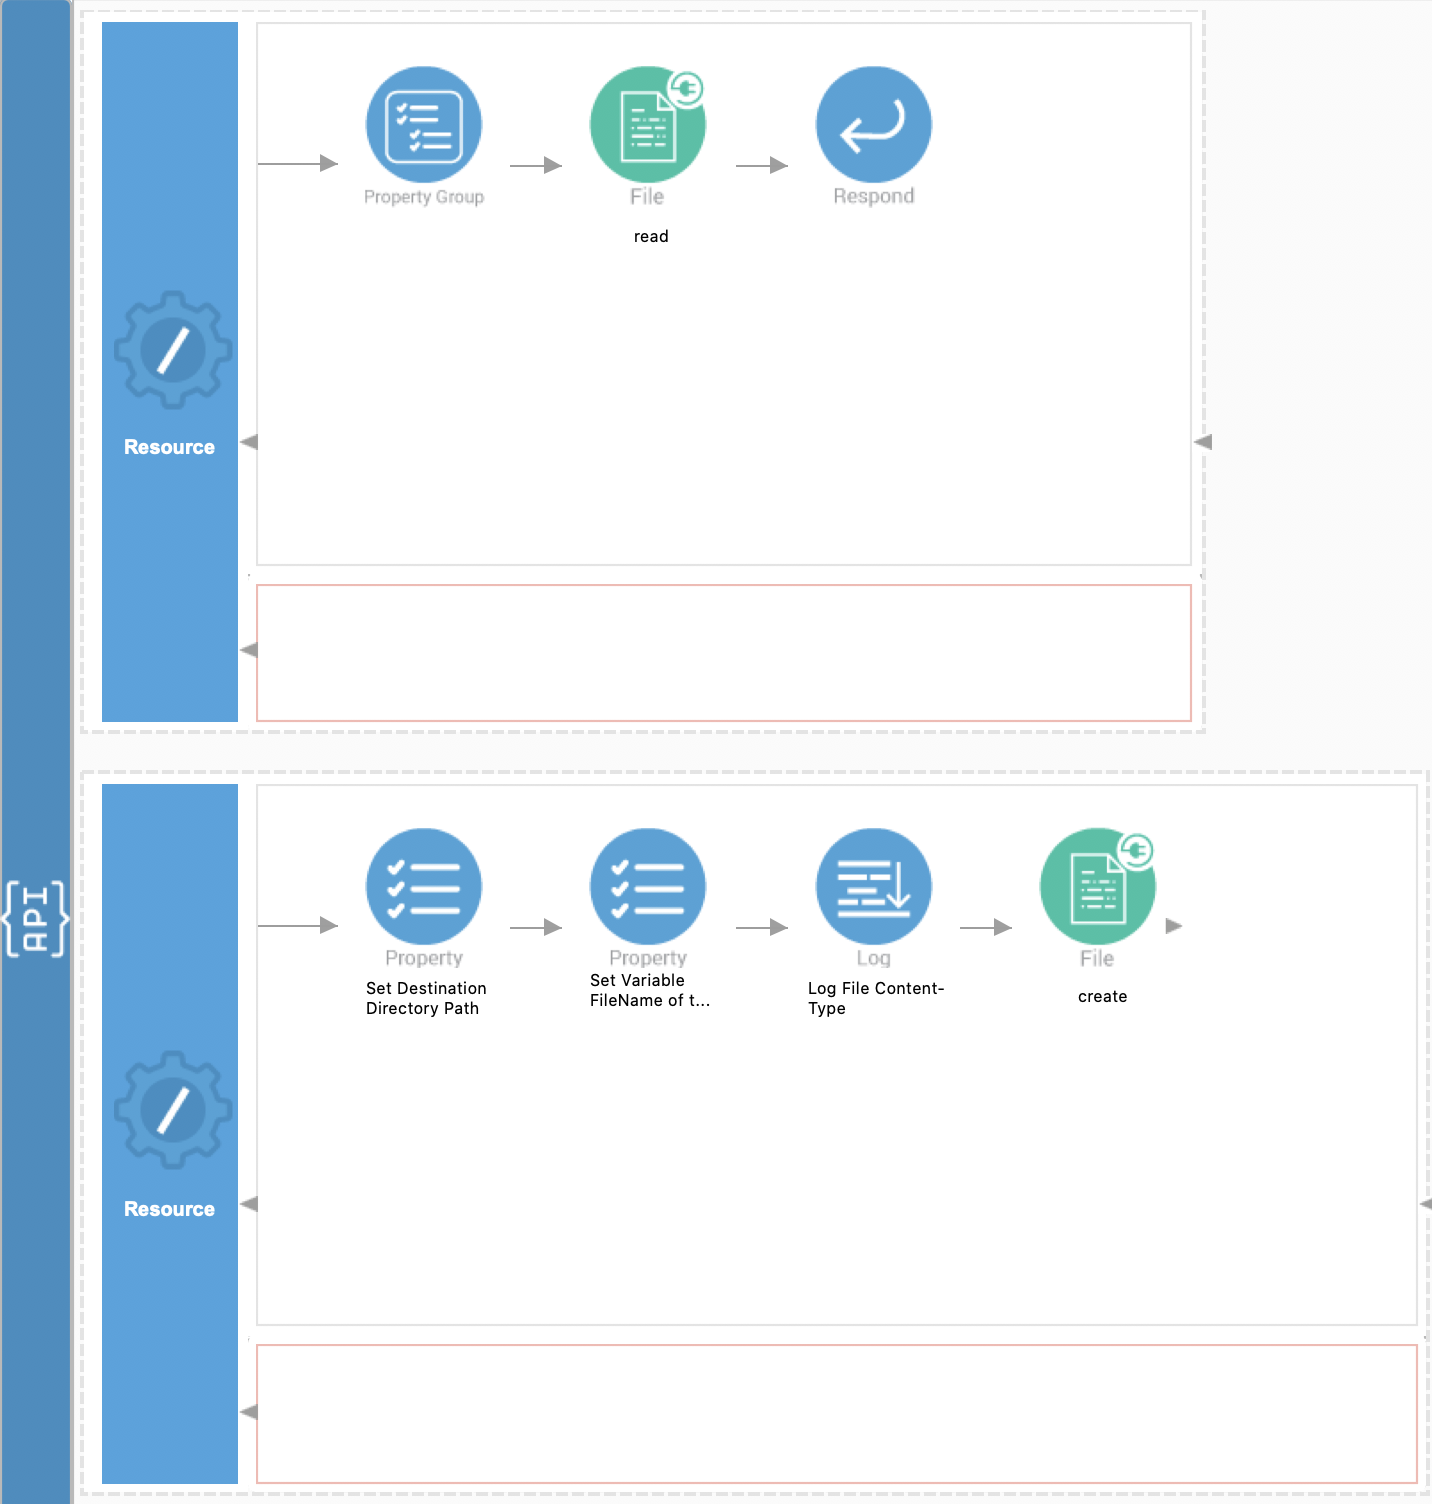 Property Group
File
Respond
read
Resource
API
Property
Property
Log
File
Set Destination
Directory Path
Set Variable
FileName of t...
Log File Content-
Type
create
Resource